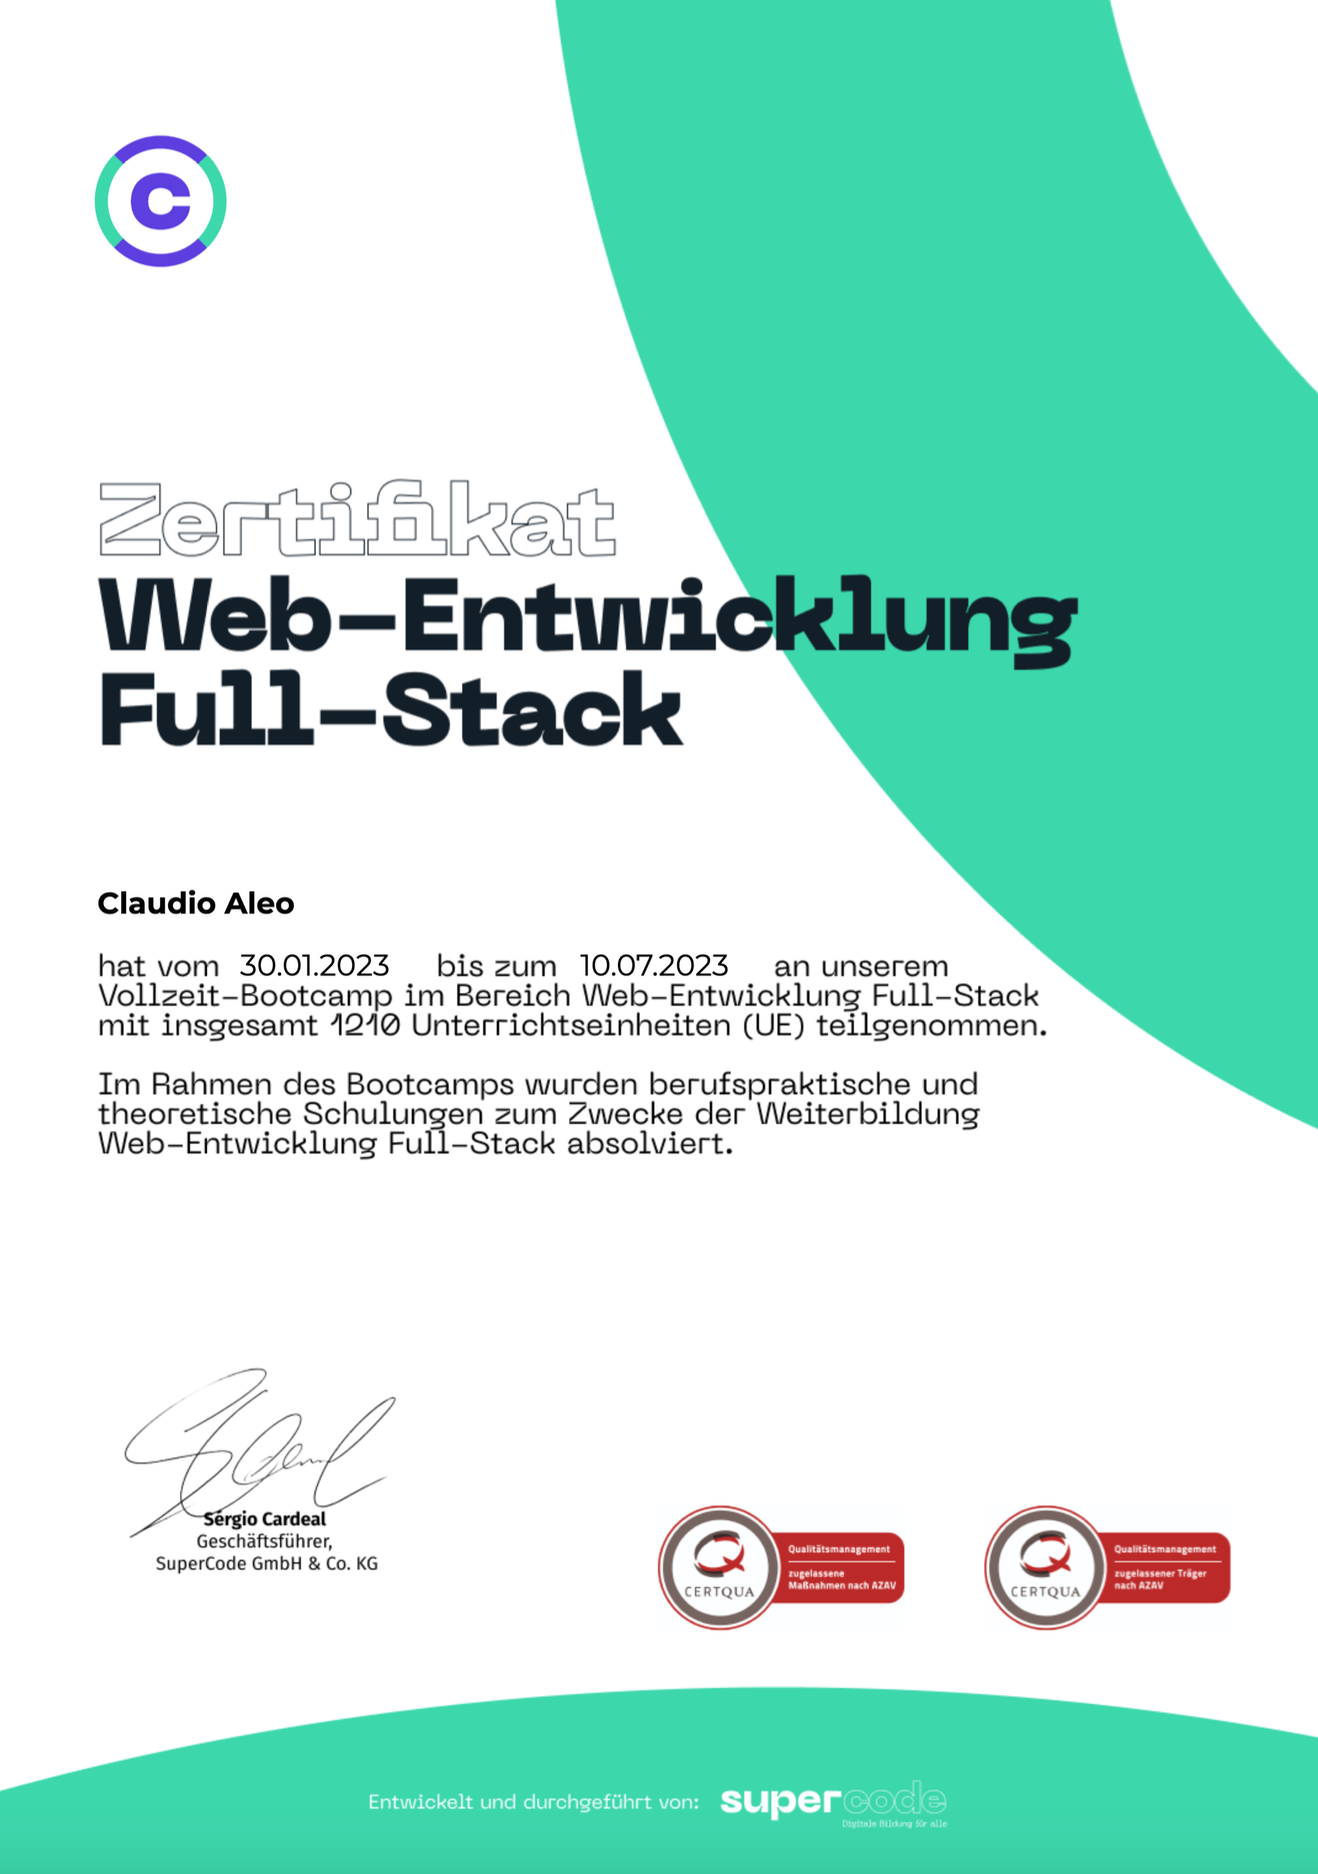 C
Zertifikat
Web-Entwicklung
Full-Stack
Claudio Aleo
hat vom 30.01.2023 bis zum 10.07.2023 an unserem
Vollzeit-Bootcamp im Bereich Web-Entwicklung Full-Stack
mit insgesamt 1210 Unterrichtseinheiten (UE) teilgenommen.
Im Rahmen des Bootcamps wurden berufspraktische und
theoretische Schulungen zum Zwecke der Weiterbildung
Web-Entwicklung Full-Stack absolviert.
Sérgio Cardeal
Geschäftsführer,
SuperCode GmbH & Co. KG
CERTQUA
Qualitätsmanagement
zugelassene
Maßnahmen nach AZAV
CERTQUA
Qualitätsmanagement
zugelassener Träger
nach AZAV
Entwickelt und durchgeführt von: supercode
Digitale Bildung für alle